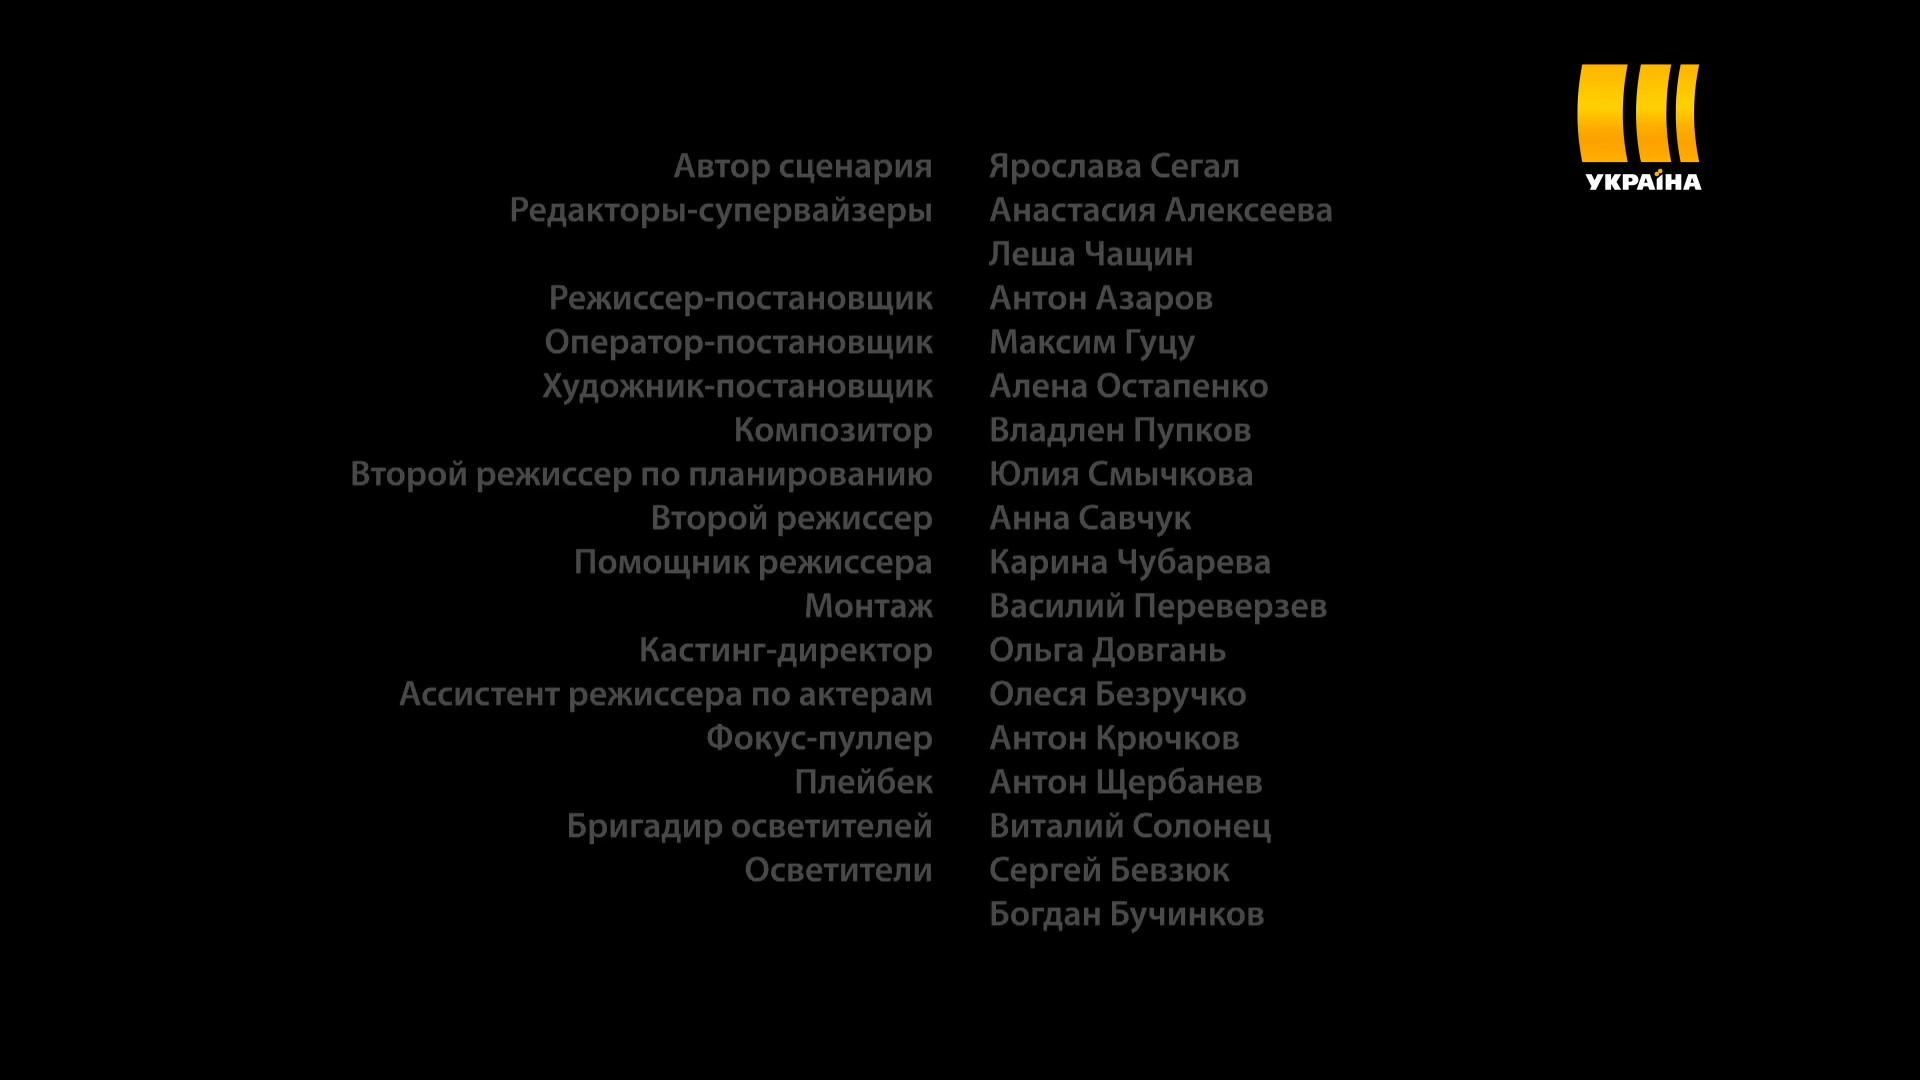 Автор сценария Ярослава Сегал
Редакторы-супервайзеры Анастасия Алексеева
Леша Чащин
Режиссер-постановщик Антон Азаров
Оператор-постановщик Максим Гуцу
Художник-постановщик Алена Остапенко
Композитор Владлен Пупков
Второй режиссер по планированию Юлия Смычкова
Второй режиссер Анна Савчук
Помощник режиссера Карина Чубарева
Монтаж Василий Переверзев
Кастинг-директор Ольга Довгань
Ассистент режиссера по актерам Олеся Безручко
Фокус-пуллер Антон Крючков
Плейбек Антон Щербанев
Бригадир осветителей Виталий Солонец
Осветители Сергей Бевзюк
Богдан Бучинков
УКРАЇНА